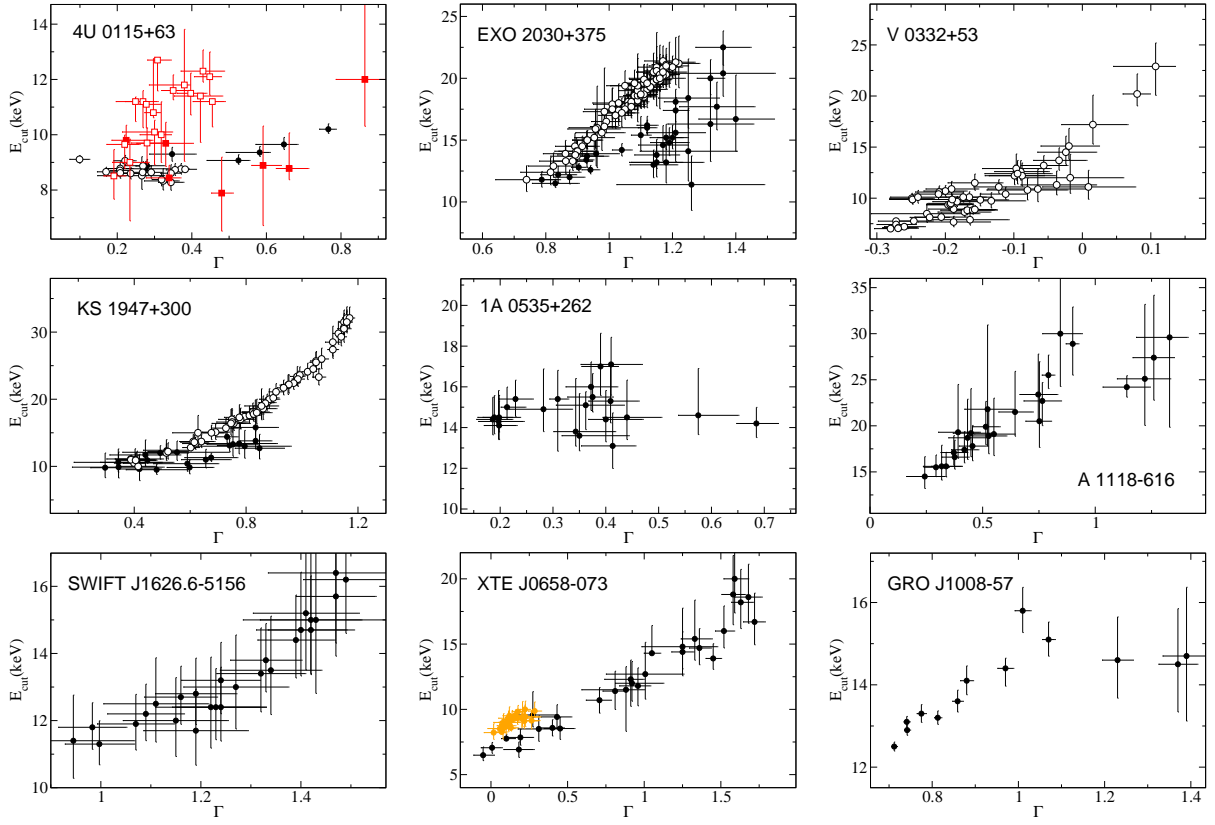 4U 0115+63
E_cut(keV)
14
12
10
8
0.2
0.4
0.6
0.8
Γ
EXO 2030+375
E_cut(keV)
25
20
15
10
0.6
0.8
1
1.2
1.4
Γ
V 0332+53
E_cut(keV)
25
20
15
10
-0.3
-0.2
-0.1
0
0.1
Γ
KS 1947+300
E_cut(keV)
30
20
10
0.4
0.8
1.2
Γ
1A 0535+262
E_cut(keV)
20
18
16
14
12
10
0.2
0.3
0.4
0.5
0.6
0.7
Γ
A 1118-616
E_cut(keV)
35
30
25
20
15
0
0.5
1
Γ
SWIFT J1626.6-5156
E_cut(keV)
16
14
12
10
1
1.2
1.4
Γ
XTE J0658-073
E_cut(keV)
20
15
10
5
0
0.5
1
1.5
Γ
GRO J1008-57
E_cut(keV)
16
14
12
0.8
1
1.2
1.4
Γ